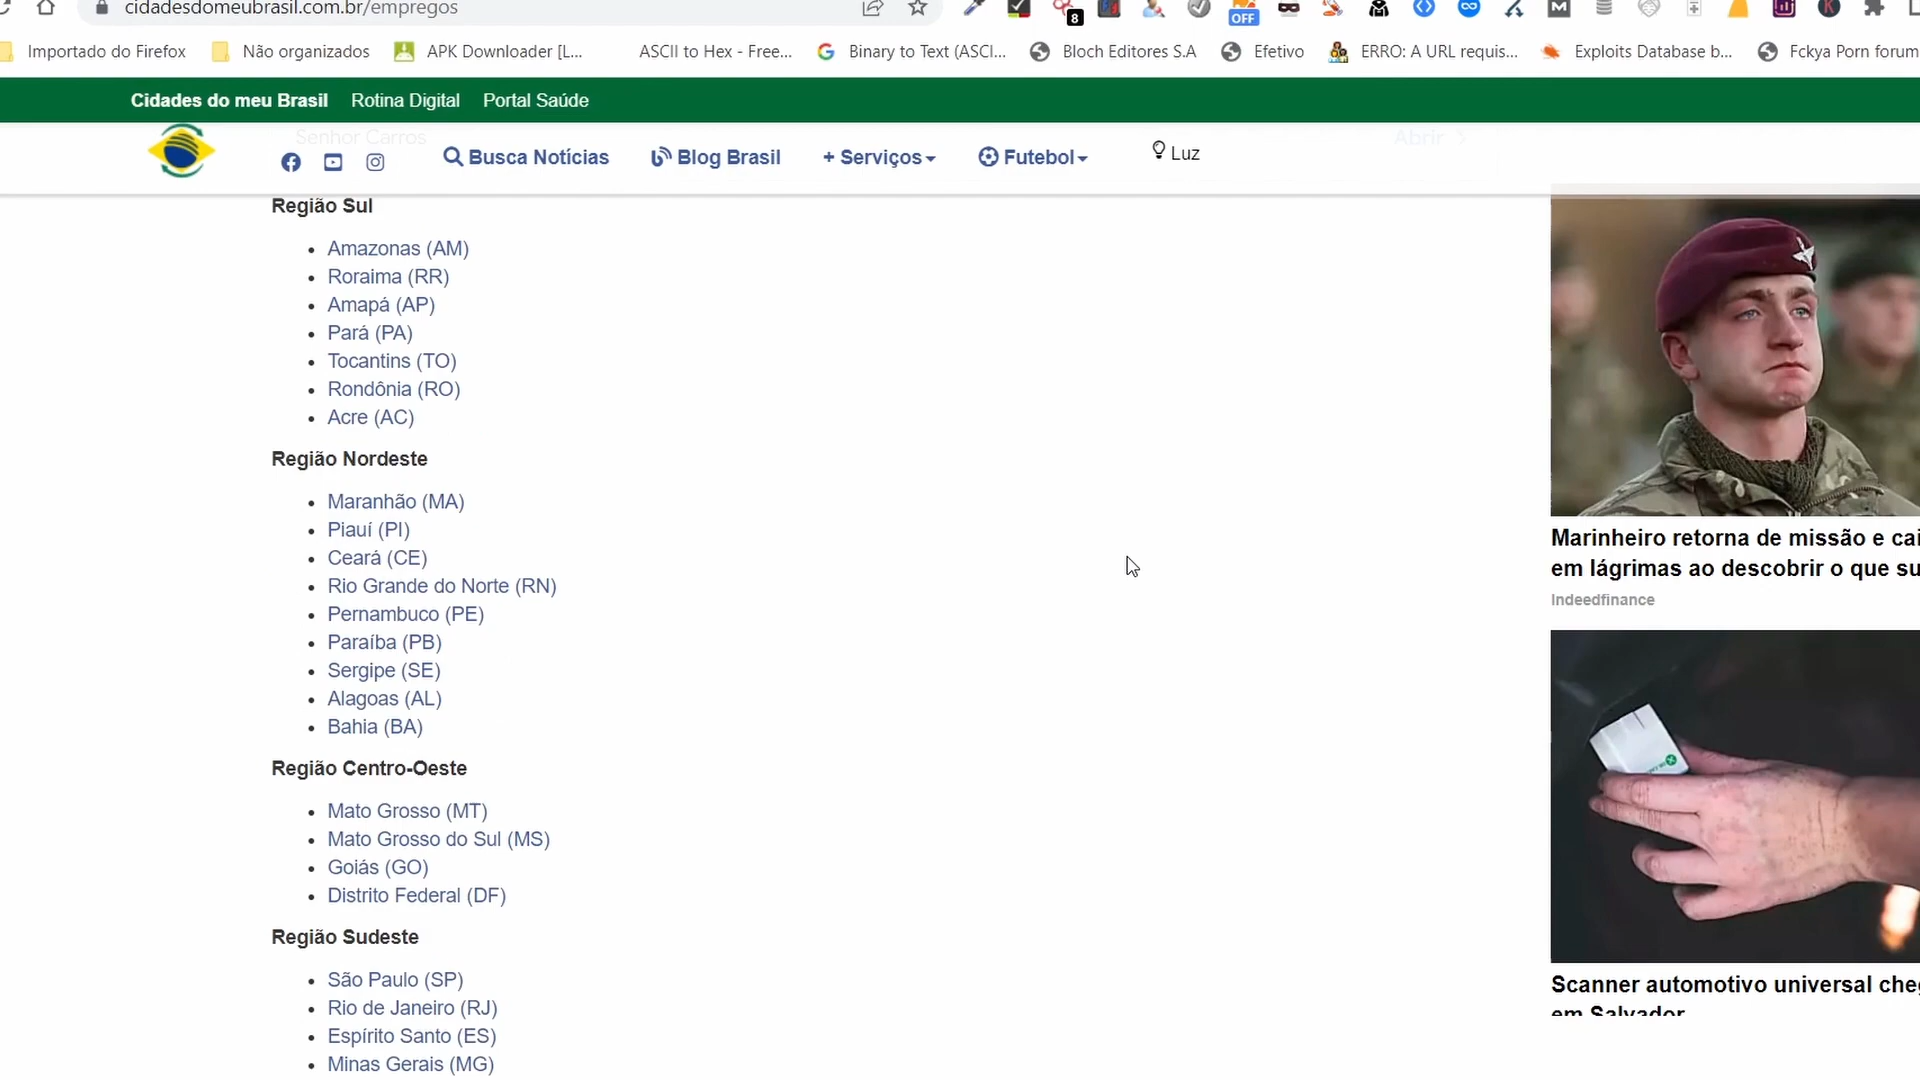 cidadesdomeubrasil.com.br/empregos
8
OFF
Importado do Firefox
Não organizados
APK Downloader [L...
ASCII to Hex - Free...
Binary to Text (ASCI...
Bloch Editores S.A
Efetivo
ERRO: A URL requis...
Exploits Database b...
Fckya Porn forum
Cidades do meu Brasil
Rotina Digital
Portal Saúde
Senhor Carros
Abrir
Busca Notícias
Blog Brasil
+ Serviços
Futebol
Luz
Região Sul
Amazonas (AM)
Roraima (RR)
Amapá (AP)
Pará (PA)
Tocantins (TO)
Rondônia (RO)
Acre (AC)
Região Nordeste
Maranhão (MA)
Piauí (PI)
Ceará (CE)
Rio Grande do Norte (RN)
Pernambuco (PE)
Paraíba (PB)
Sergipe (SE)
Alagoas (AL)
Bahia (BA)
Região Centro-Oeste
Mato Grosso (MT)
Mato Grosso do Sul (MS)
Goiás (GO)
Distrito Federal (DF)
Região Sudeste
São Paulo (SP)
Rio de Janeiro (RJ)
Espírito Santo (ES)
Minas Gerais (MG)
Marinheiro retorna de missão e cai
em lágrimas ao descobrir o que su
Indeedfinance
Scanner automotivo universal che
em Salvador